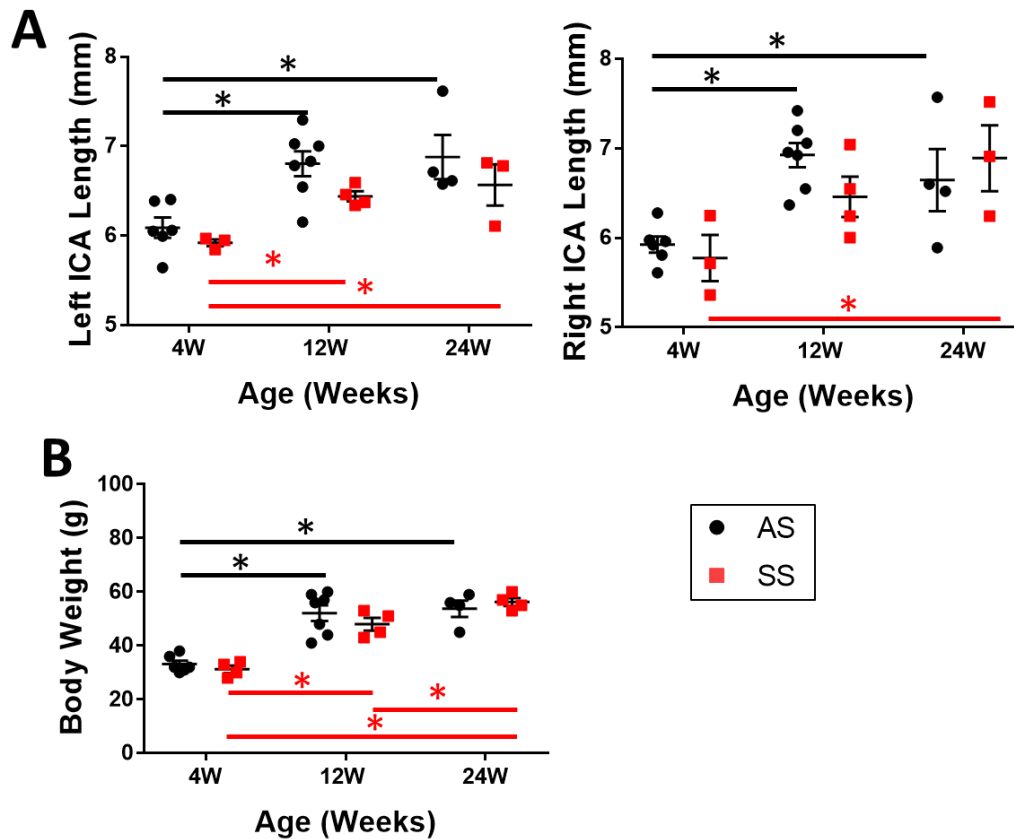 A
Left ICA Length (mm)
8
7
6
5
*
*
*
*
4W 12W 24W
Age (Weeks)
Right ICA Length (mm)
8
7
6
5
*
*
*
4W 12W 24W
Age (Weeks)
B
Body Weight (g)
100
80
60
40
20
0
*
*
*
*
*
4W 12W 24W
Age (Weeks)
AS
SS